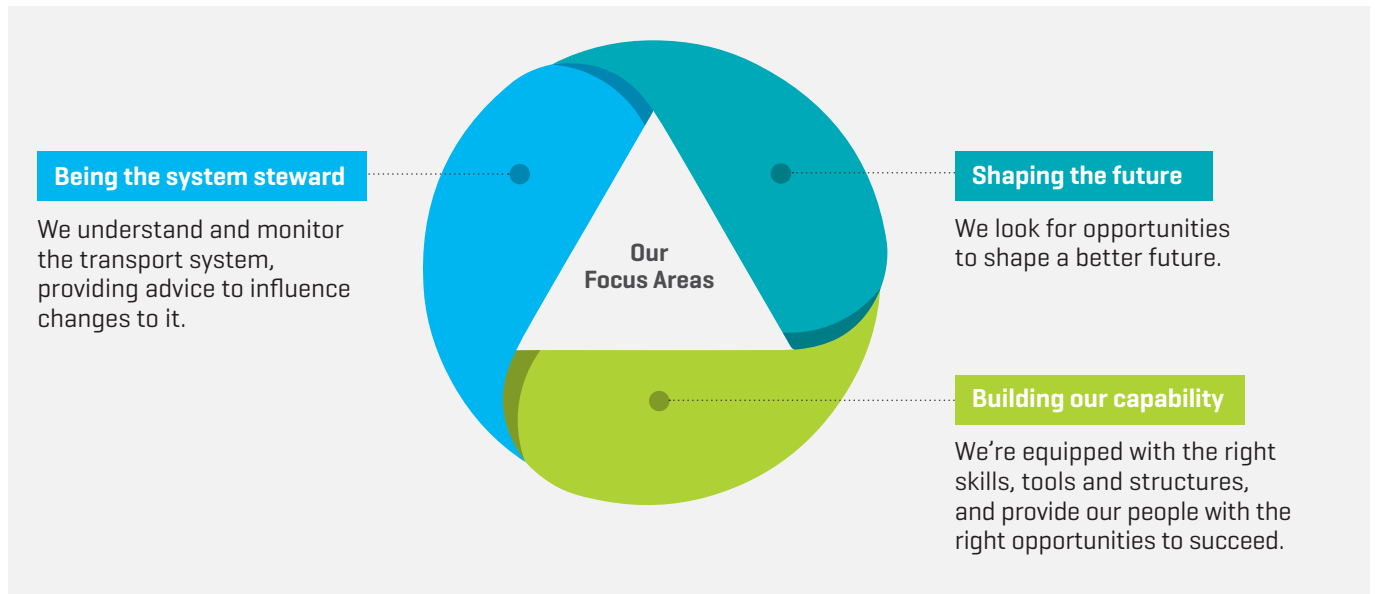 Being the system steward
We understand and monitor
the transport system,
providing advice to influence
changes to it.
Our
Focus Areas
Shaping the future
We look for opportunities
to shape a better future.
Building our capability
We’re equipped with the right
skills, tools and structures,
and provide our people with the
right opportunities to succeed.